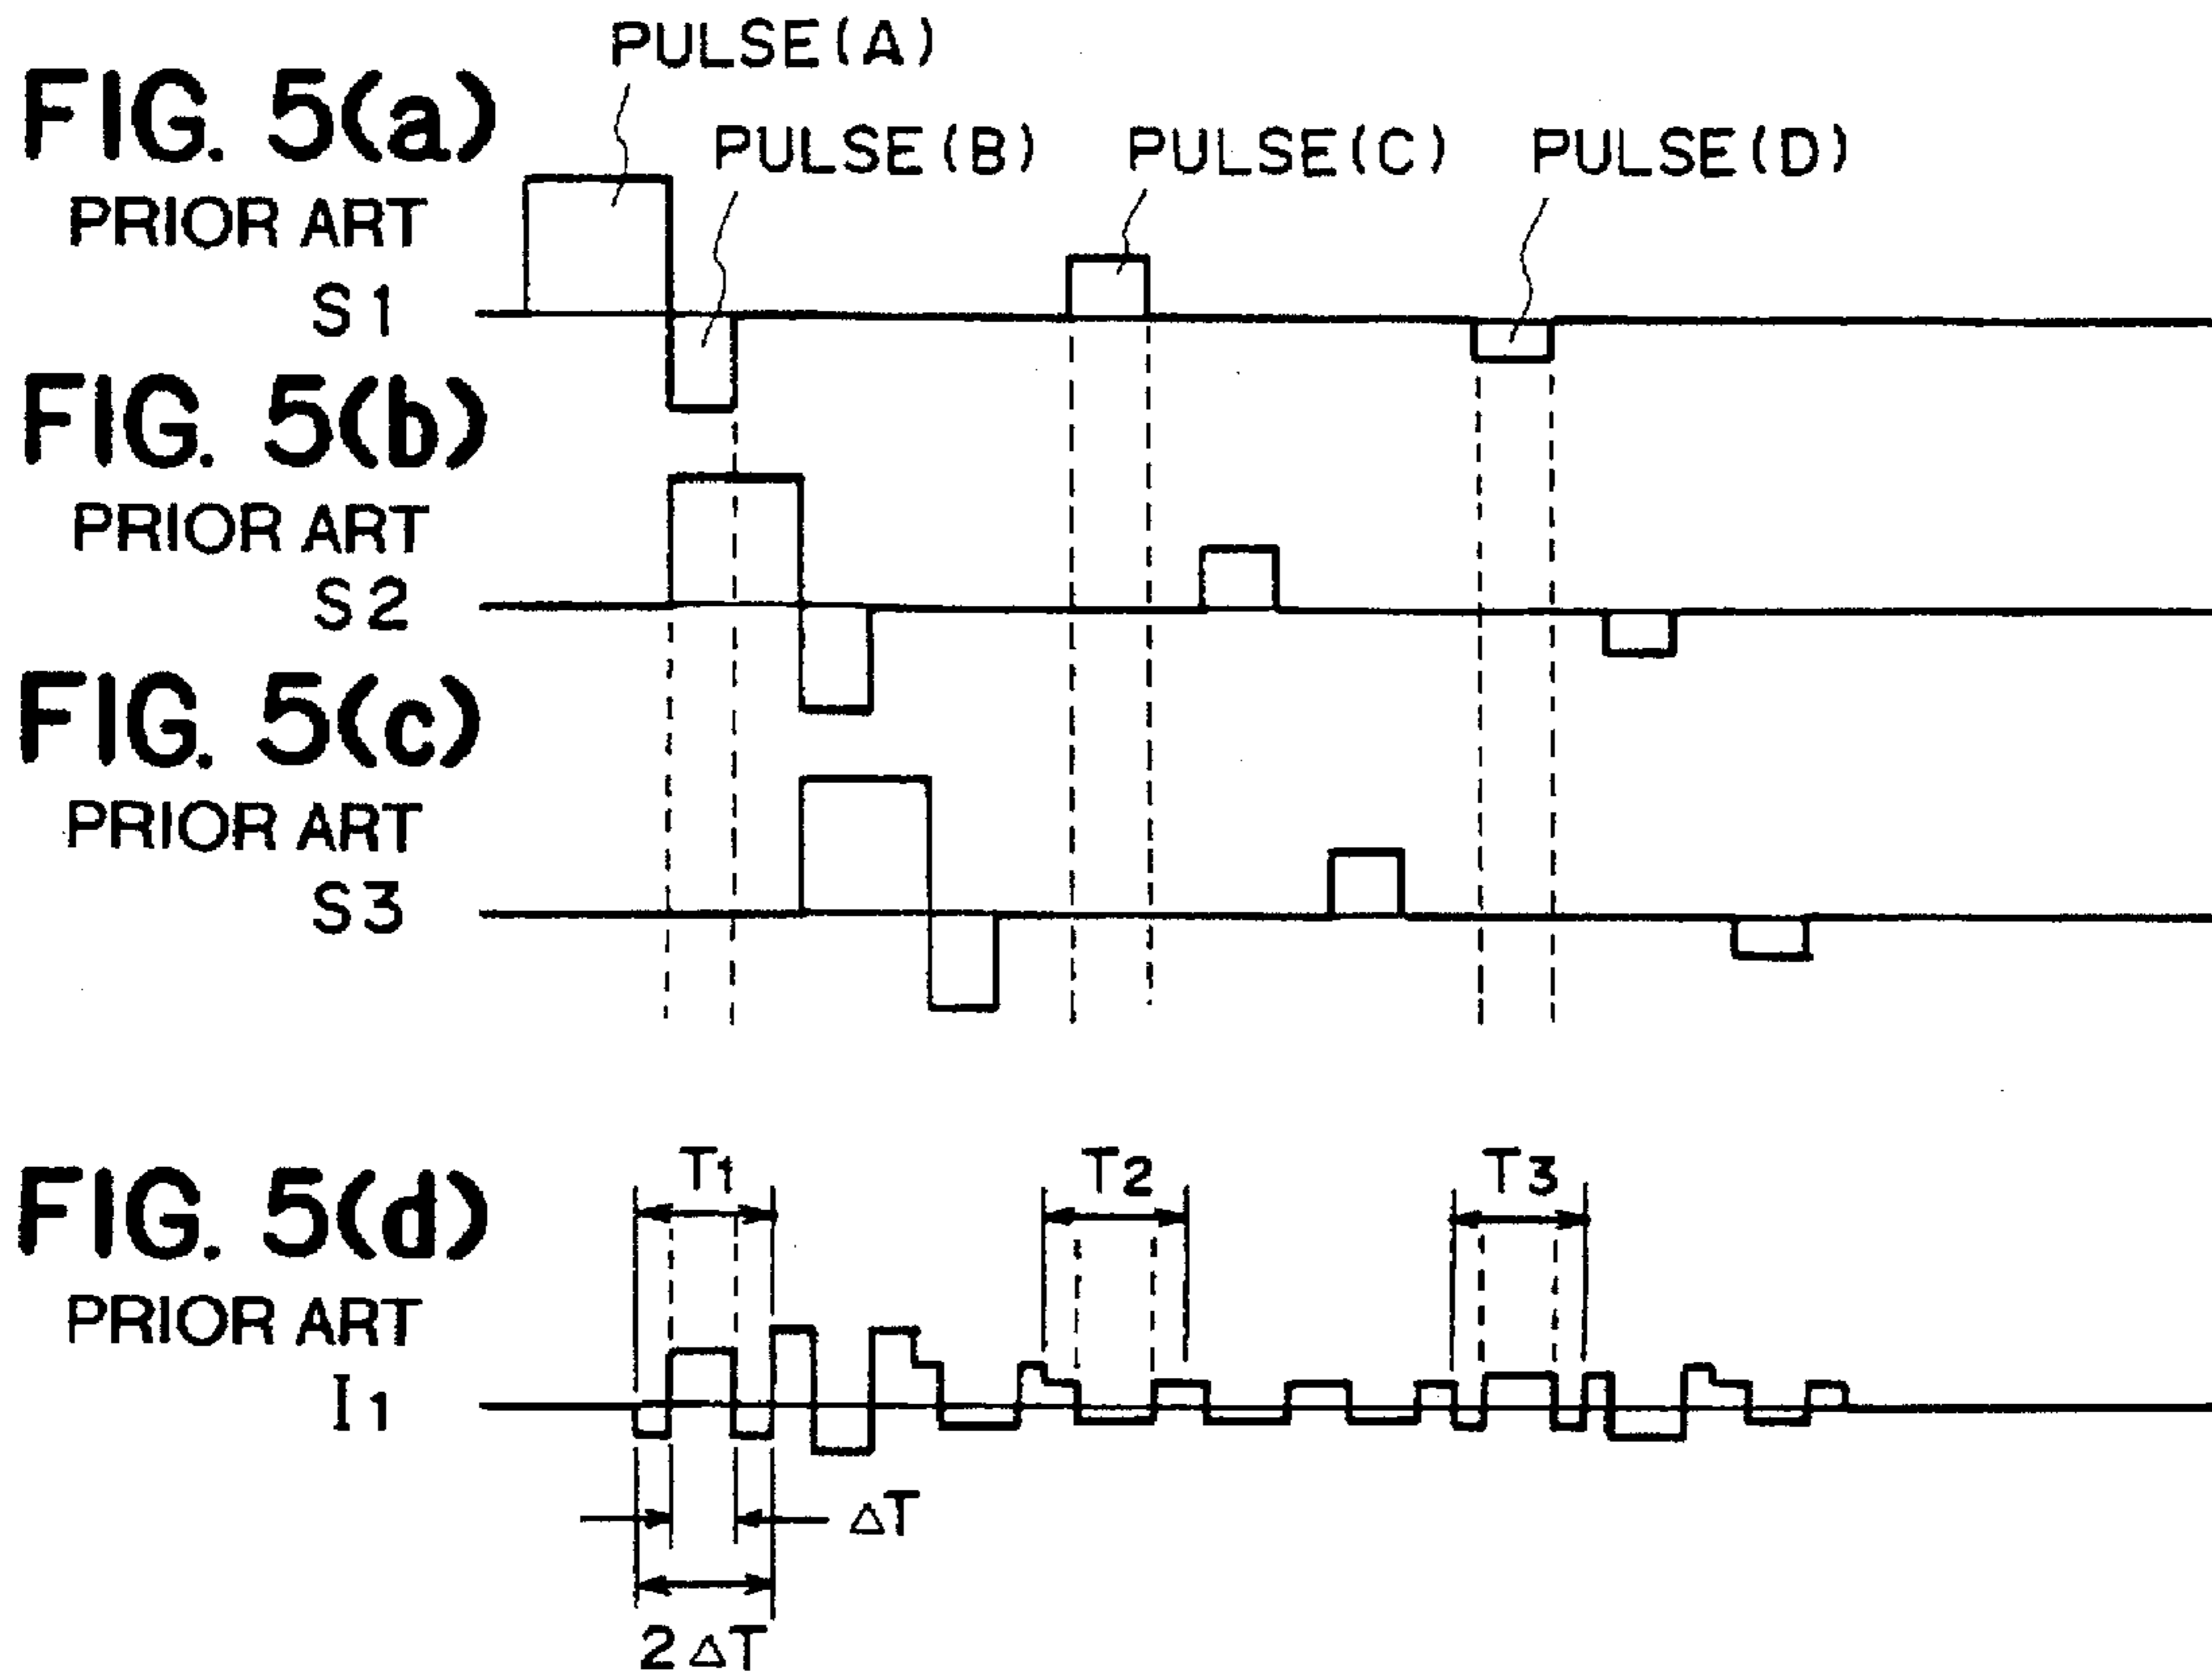 PULSE(A)
FIG. 5(a)
PULSE(B) PULSE(C) PULSE(D)
PRIOR ART
S1
FIG. 5(b)
PRIOR ART
S2
FIG. 5(c)
PRIOR ART
S3
T1 T2 T3
FIG. 5(d)
PRIOR ART
I1
ΔT
2ΔT